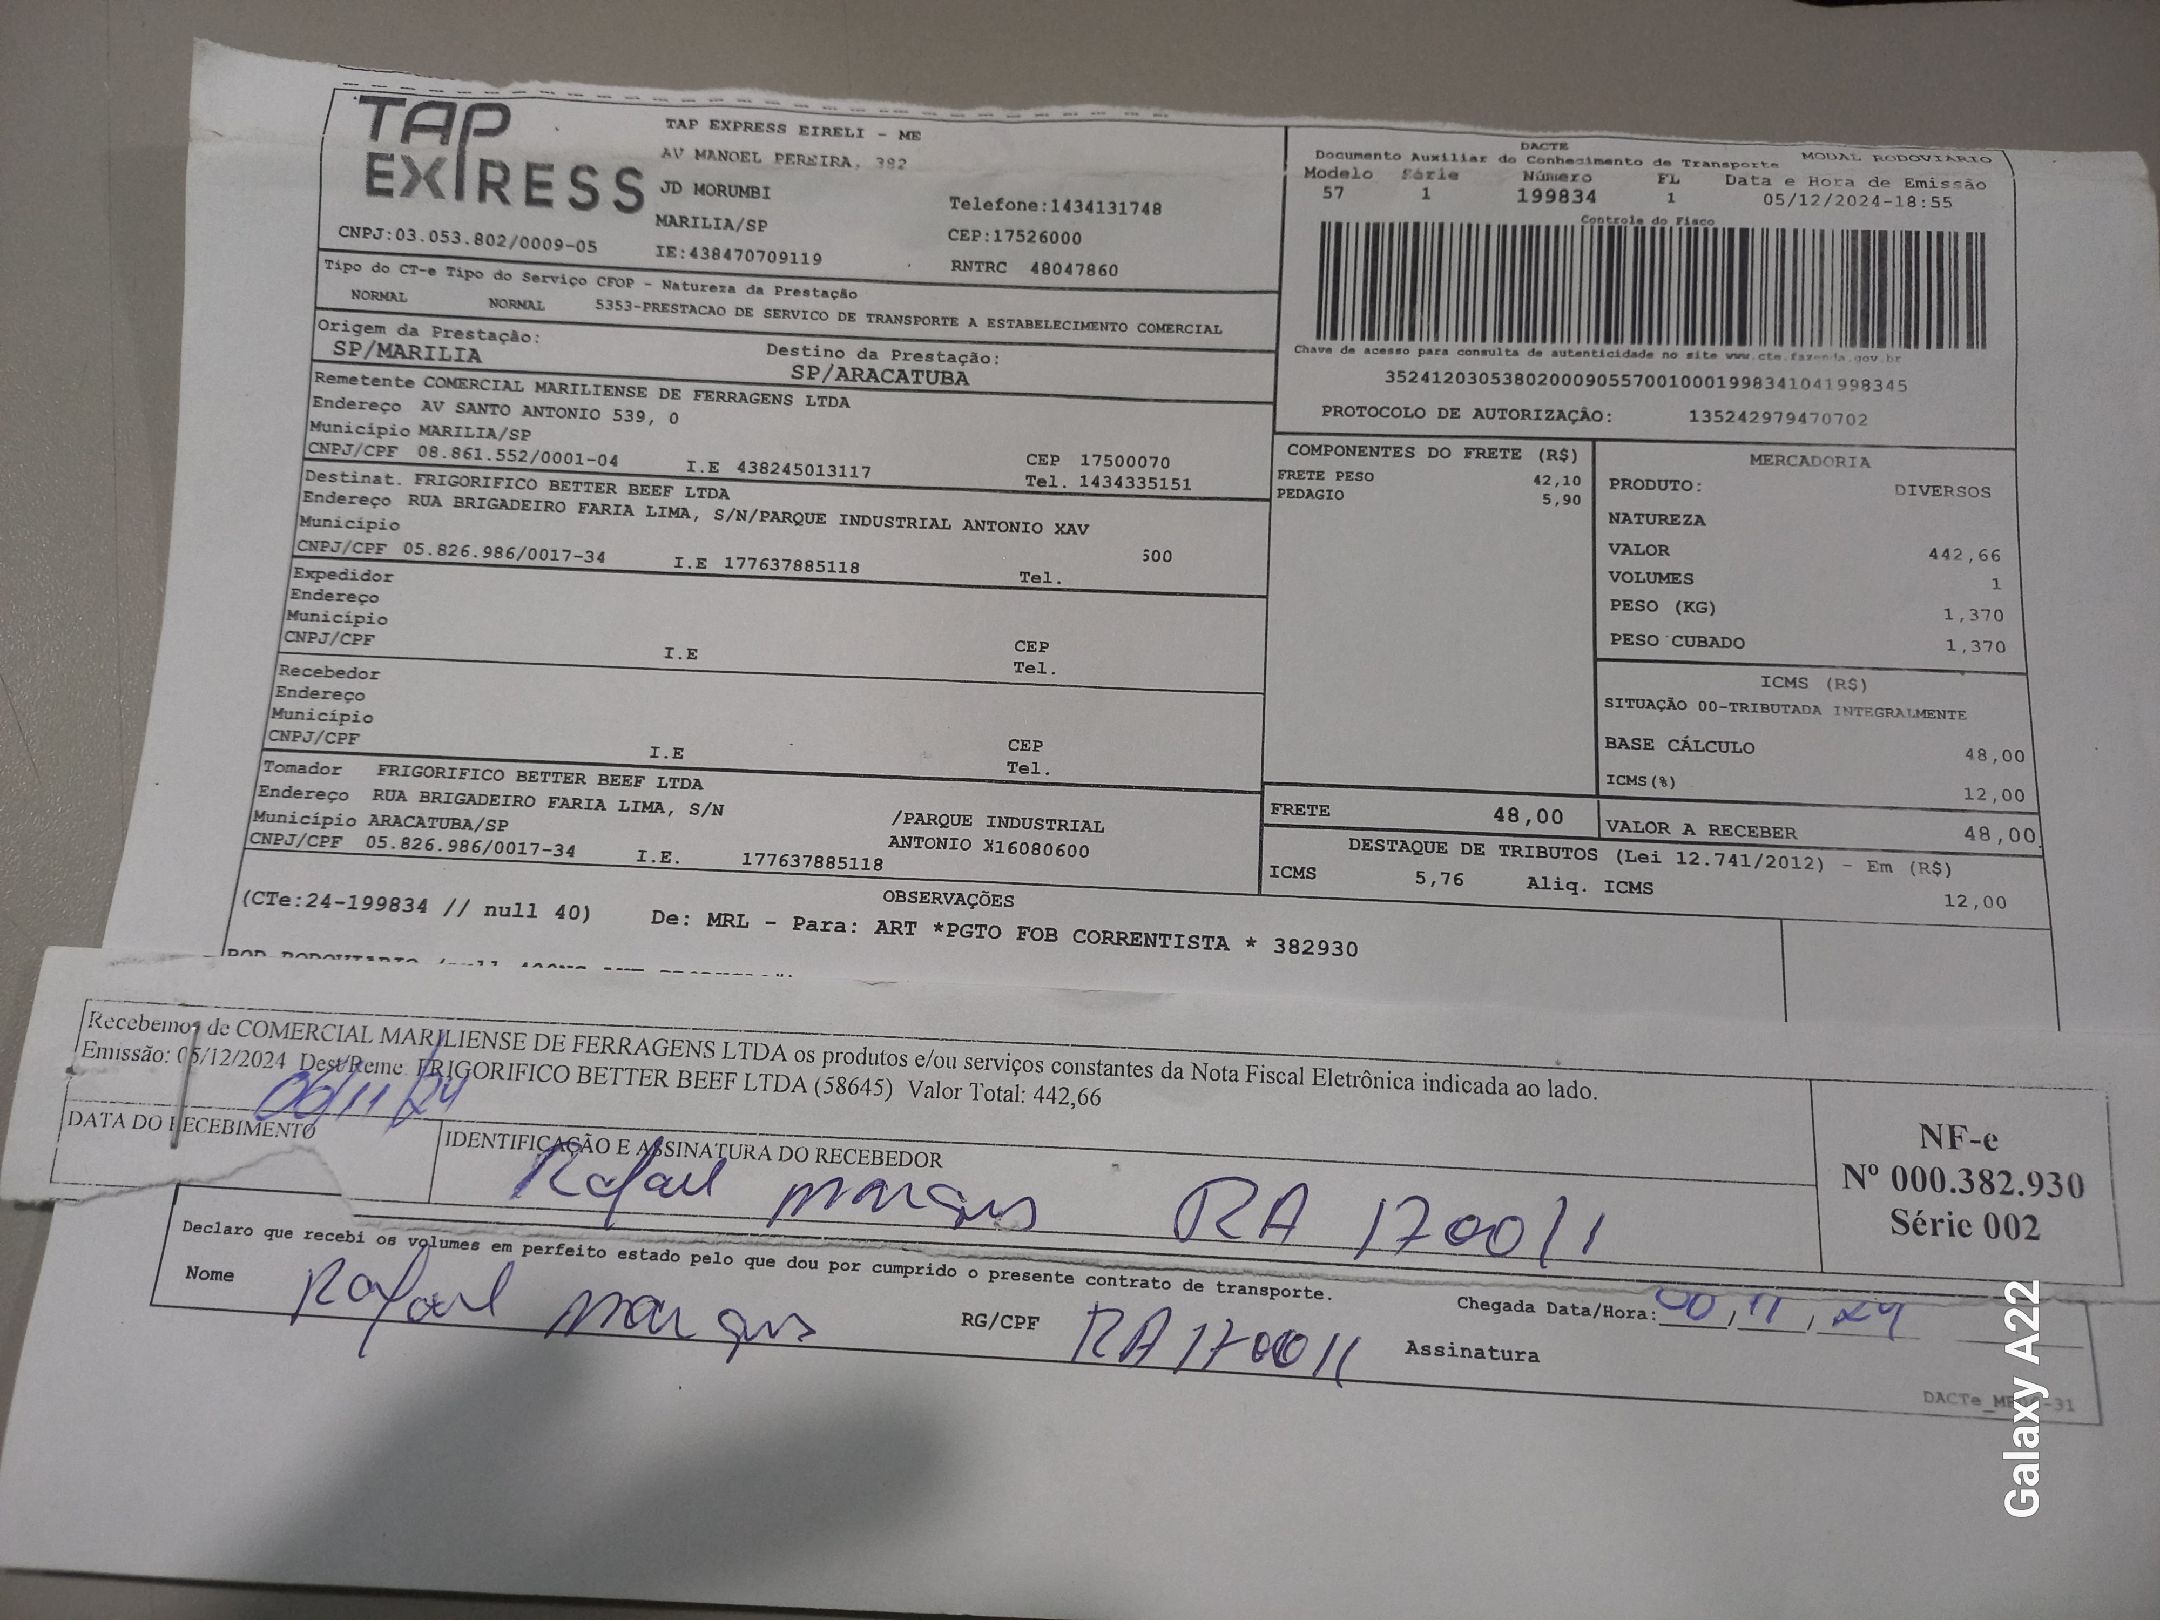 TAP EXPRESS
TAP EXPRESS EIRELI - ME
AV MANOEL PEREIRA, 392
JD MORUMBI
Telefone:1434131748
MARILIA/SP
CEP:17526000
CNPJ:03.053.802/0009-05
IE:438470709119
RNTRC 48047860
DACTE
Documento Auxiliar do Conhecimento de Transporte MODAL RODOVIÁRIO
Modelo Série Número FL Data e Hora de Emissão
57 1 199834 1 05/12/2024-18:55
Controle do Fisco
Chave de acesso para consulta de autenticidade no site www.cte.fazenda.gov.br
35241203053802000905570010001998341041998345
PROTOCOLO DE AUTORIZAÇÃO: 135242979470702
Tipo do CT-e Tipo do Serviço CFOP - Natureza da Prestação
NORMAL NORMAL 5353-PRESTACAO DE SERVICO DE TRANSPORTE A ESTABELECIMENTO COMERCIAL
Origem da Prestação: Destino da Prestação:
SP/MARILIA SP/ARACATUBA
Remetente COMERCIAL MARILIENSE DE FERRAGENS LTDA
Endereço AV SANTO ANTONIO 539, 0
Município MARILIA/SP CEP 17500070
CNPJ/CPF 08.861.552/0001-04 I.E 438245013117 Tel. 1434335151
Destinat. FRIGORIFICO BETTER BEEF LTDA
Endereço RUA BRIGADEIRO FARIA LIMA, S/N/PARQUE INDUSTRIAL ANTONIO XAV
Município 600
CNPJ/CPF 05.826.986/0017-34 I.E 177637885118 Tel.
Expedidor
Endereço
Município CEP
CNPJ/CPF I.E Tel.
Recebedor
Endereço
Município CEP
CNPJ/CPF I.E Tel.
Tomador FRIGORIFICO BETTER BEEF LTDA
Endereço RUA BRIGADEIRO FARIA LIMA, S/N /PARQUE INDUSTRIAL
Município ARACATUBA/SP ANTONIO X16080600
CNPJ/CPF 05.826.986/0017-34 I.E. 177637885118
COMPONENTES DO FRETE (R$)
FRETE PESO 42,10
PEDAGIO 5,90
MERCADORIA
PRODUTO: DIVERSOS
NATUREZA
VALOR 442,66
VOLUMES 1
PESO (KG) 1,370
PESO CUBADO 1,370
ICMS (R$)
SITUAÇÃO 00-TRIBUTADA INTEGRALMENTE
BASE CÁLCULO 48,00
ICMS(%) 12,00
FRETE 48,00 VALOR A RECEBER 48,00
DESTAQUE DE TRIBUTOS (Lei 12.741/2012) - Em (R$)
ICMS 5,76 Aliq. ICMS 12,00
OBSERVAÇÕES
(CTe:24-199834 // null 40) De: MRL - Para: ART *PGTO FOB CORRENTISTA * 382930
Recebemos de COMERCIAL MARILIENSE DE FERRAGENS LTDA os produtos e/ou serviços constantes da Nota Fiscal Eletrônica indicada ao lado.
Emissão: 05/12/2024 Dest/Reme: FRIGORIFICO BETTER BEEF LTDA (58645) Valor Total: 442,66
06/11/24
DATA DO RECEBIMENTO IDENTIFICAÇÃO E ASSINATURA DO RECEBEDOR
Rafael marques RA 170011
NF-e
Nº 000.382.930
Série 002
Declaro que recebi os volumes em perfeito estado pelo que dou por cumprido o presente contrato de transporte.
Nome Rafael marques RG/CPF RA 170011
Chegada Data/Hora: 06, 11, 24
Assinatura
Galaxy A22